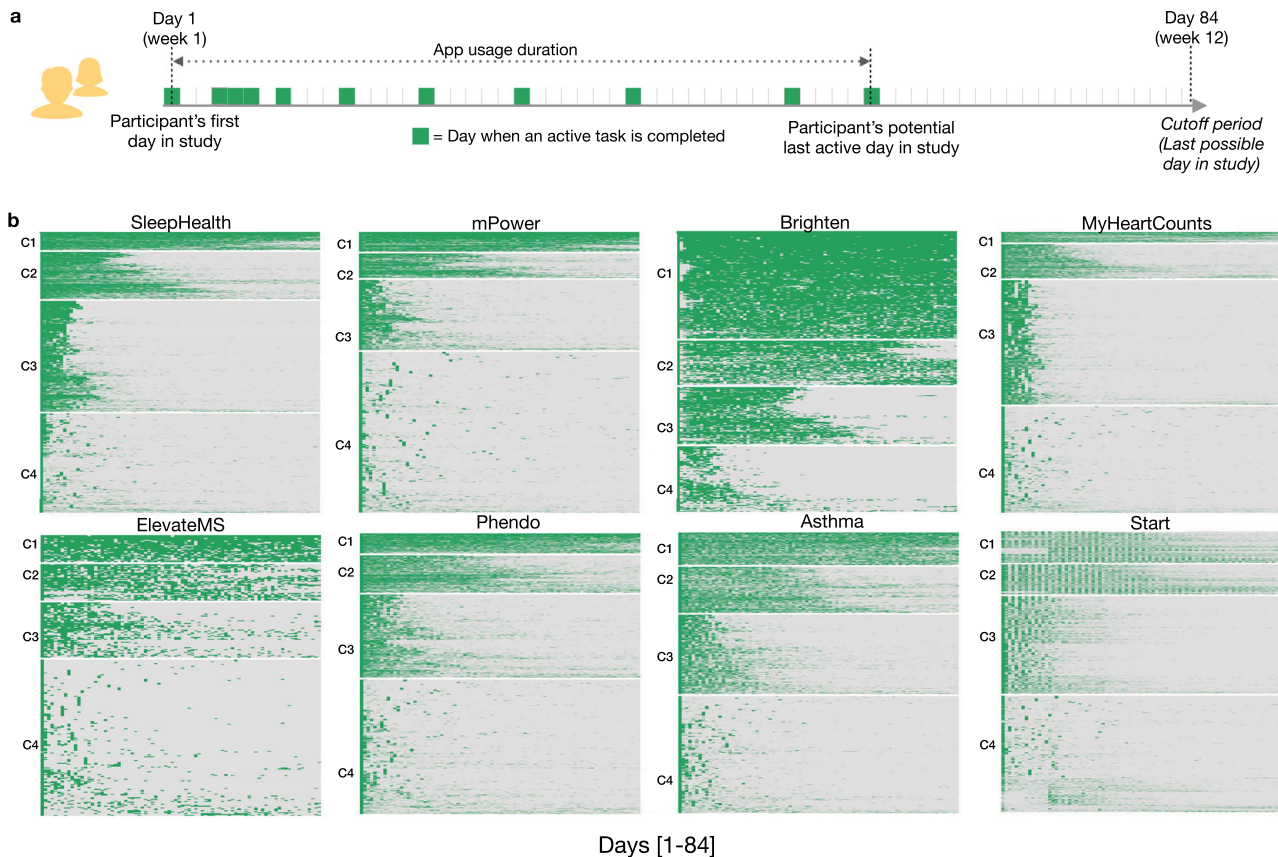 a
Day 1
(week 1)
Day 84
(week 12)
App usage duration
Participant's first
day in study
= Day when an active task is completed
Participant's potential
last active day in study
Cutoff period
(Last possible
day in study)
b
SleepHealth
C1
C2
C3
C4
mPower
C1
C2
C3
C4
Brighten
C1
C2
C3
C4
MyHeartCounts
C1
C2
C3
C4
ElevateMS
C1
C2
C3
C4
Phendo
C1
C2
C3
C4
Asthma
C1
C2
C3
C4
Start
C1
C2
C3
C4
Days [1-84]